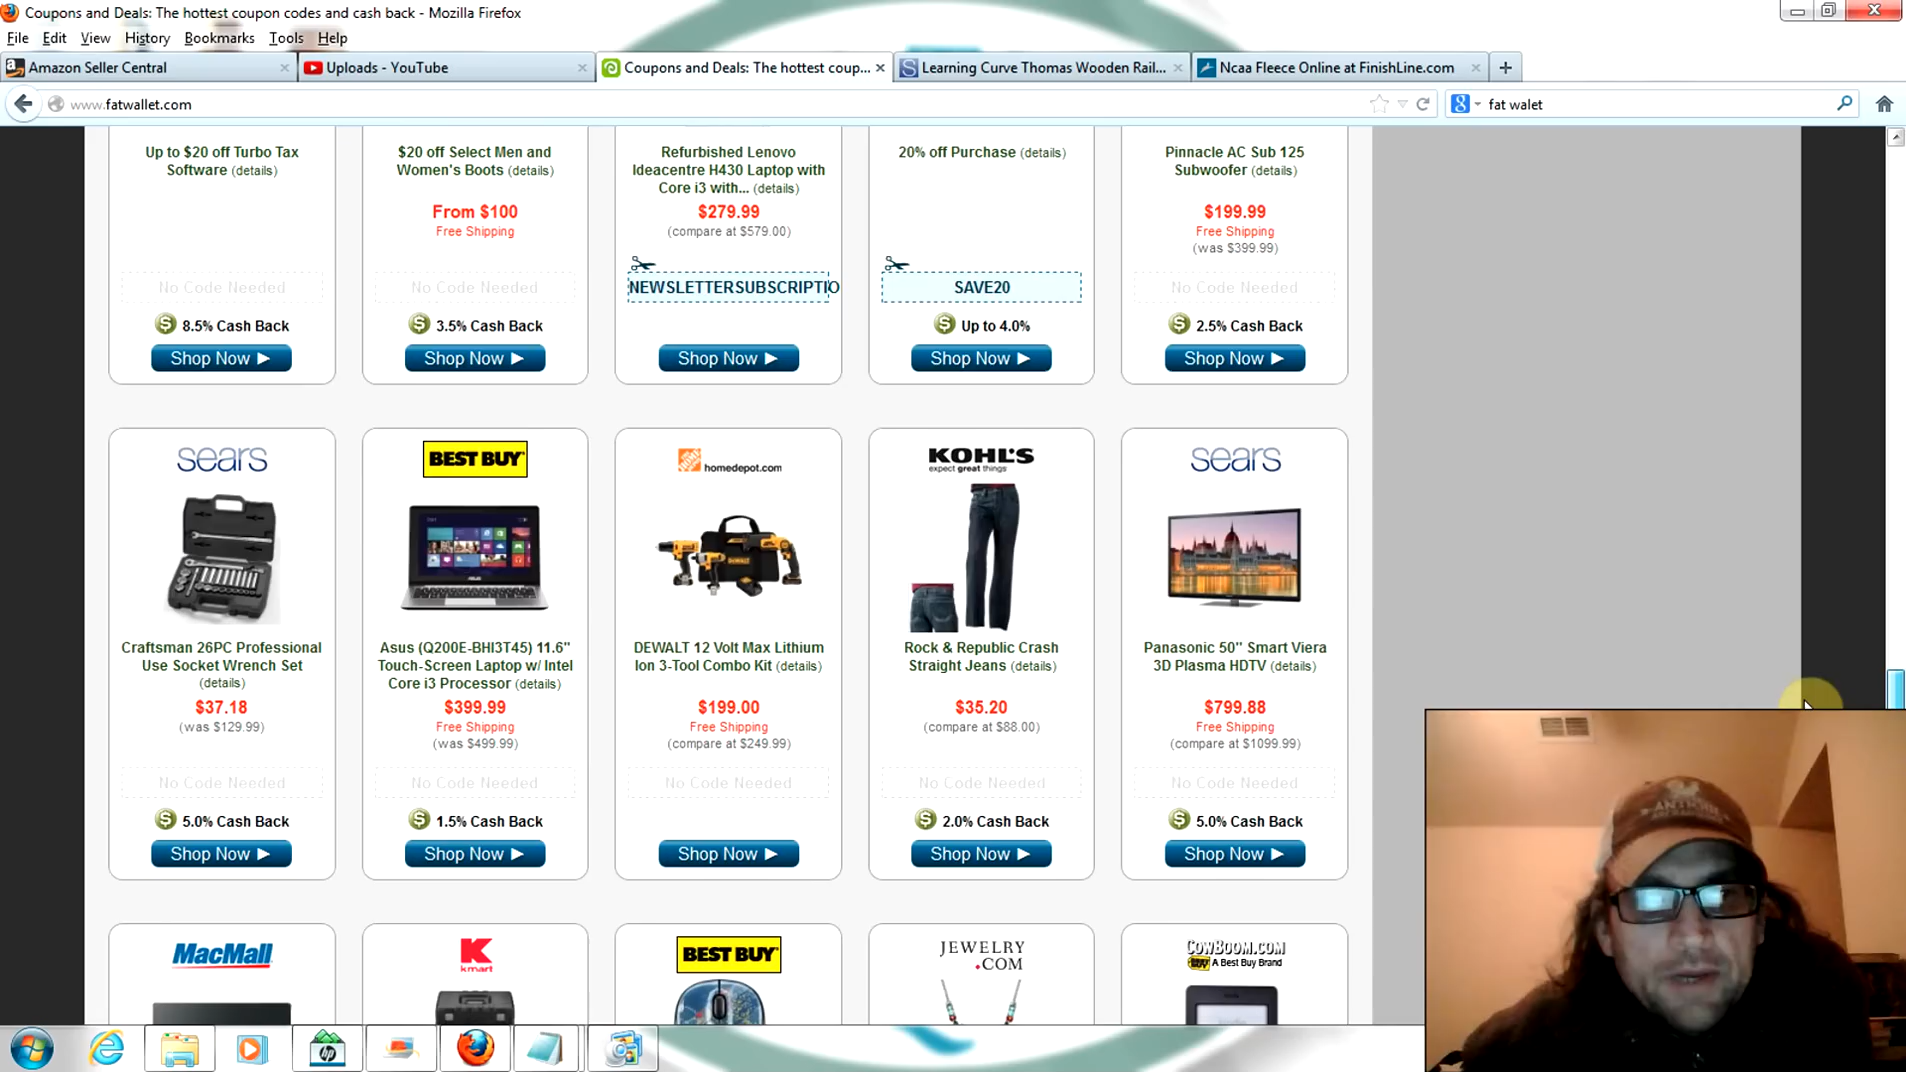 Coupons and Deals: The hottest coupon codes and cash back - Mozilla Firefox
File Edit View History Bookmarks Tools Help
Amazon Seller Central
Uploads - YouTube
Coupons and Deals: The hottest coup...
Learning Curve Thomas Wooden Rail...
Ncaa Fleece Online at FinishLine.com
www.fatwallet.com
fat walet
Up to $20 off Turbo Tax
Software (details)
No Code Needed
8.5% Cash Back
Shop Now
$20 off Select Men and
Women's Boots (details)
From $100
Free Shipping
No Code Needed
3.5% Cash Back
Shop Now
Refurbished Lenovo
Ideacentre H430 Laptop with
Core i3 with... (details)
$279.99
(compare at $579.00)
NEWSLETTERSUBSCRIPTIO
Shop Now
20% off Purchase (details)
SAVE20
Up to 4.0%
Shop Now
Pinnacle AC Sub 125
Subwoofer (details)
$199.99
Free Shipping
(was $399.99)
No Code Needed
2.5% Cash Back
Shop Now
sears
Craftsman 26PC Professional
Use Socket Wrench Set
(details)
$37.18
(was $129.99)
No Code Needed
5.0% Cash Back
Shop Now
BEST BUY
Asus (Q200E-BHI3T45) 11.6"
Touch-Screen Laptop w/ Intel
Core i3 Processor (details)
$399.99
Free Shipping
(was $499.99)
No Code Needed
1.5% Cash Back
Shop Now
homedepot.com
DEWALT 12 Volt Max Lithium
Ion 3-Tool Combo Kit (details)
$199.00
Free Shipping
(compare at $249.99)
No Code Needed
Shop Now
KOHL'S
expect great things
Rock & Republic Crash
Straight Jeans (details)
$35.20
(compare at $88.00)
No Code Needed
2.0% Cash Back
Shop Now
sears
Panasonic 50" Smart Viera
3D Plasma HDTV (details)
$799.88
Free Shipping
(compare at $1099.99)
No Code Needed
5.0% Cash Back
Shop Now
MacMall
K
kmart
BEST BUY
JEWELRY
.COM
COWBOOM.COM
A Best Buy Brand
hp